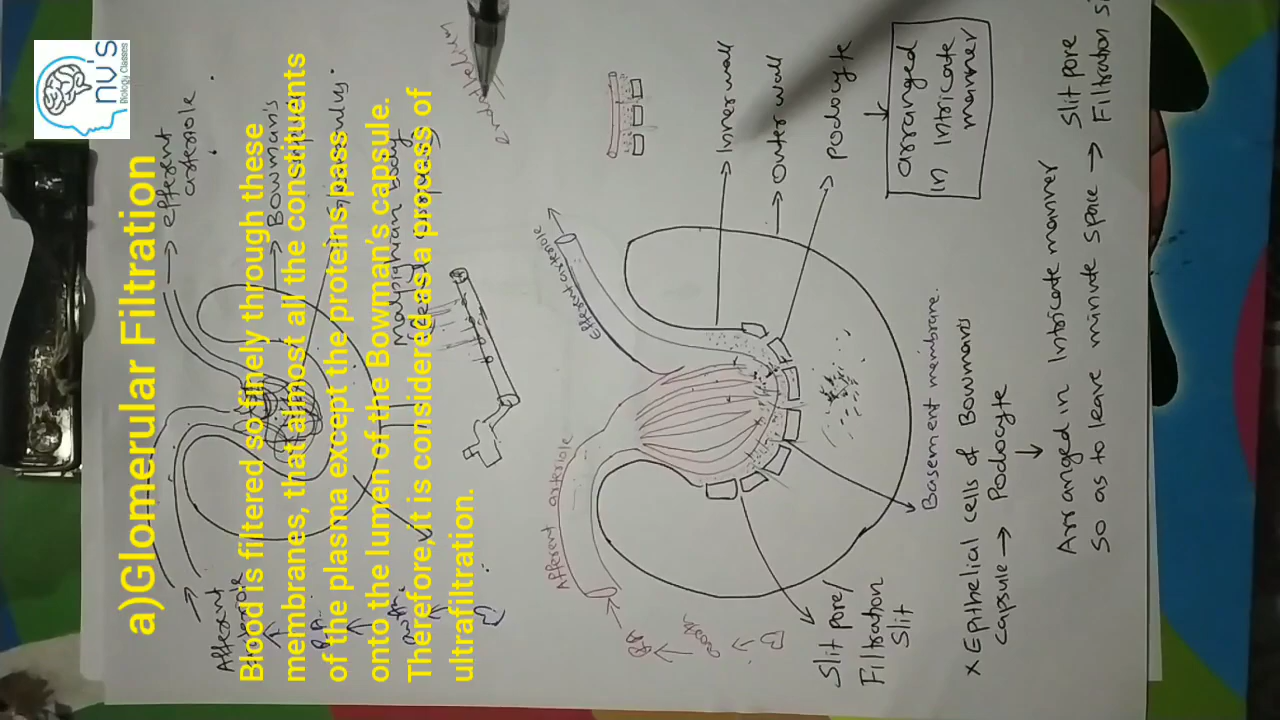 nv's
Biology Classes
a)Glomerular Filtration
Blood is filtered so finely through these
membranes, that almost all the constituents
of the plasma except the proteins pass
onto the lumen of the Bowman's capsule.
Therefore, it is considered as a process of
ultrafiltration.
efferent
arteriole
Bowman's
Afferent
Malpighian body
endothelium
Efferent arteriole
Afferent arteriole
→ Inner wall
→ Outer wall
Podocyte
arranged
in Intricate
manner
Slit pore/
Filtration
Slit
Basement membrane.
x Epithelial cells of Bowman's
capsule → Podocyte
Arranged in Intricate manner
So as to leave minute space →
Slit pore